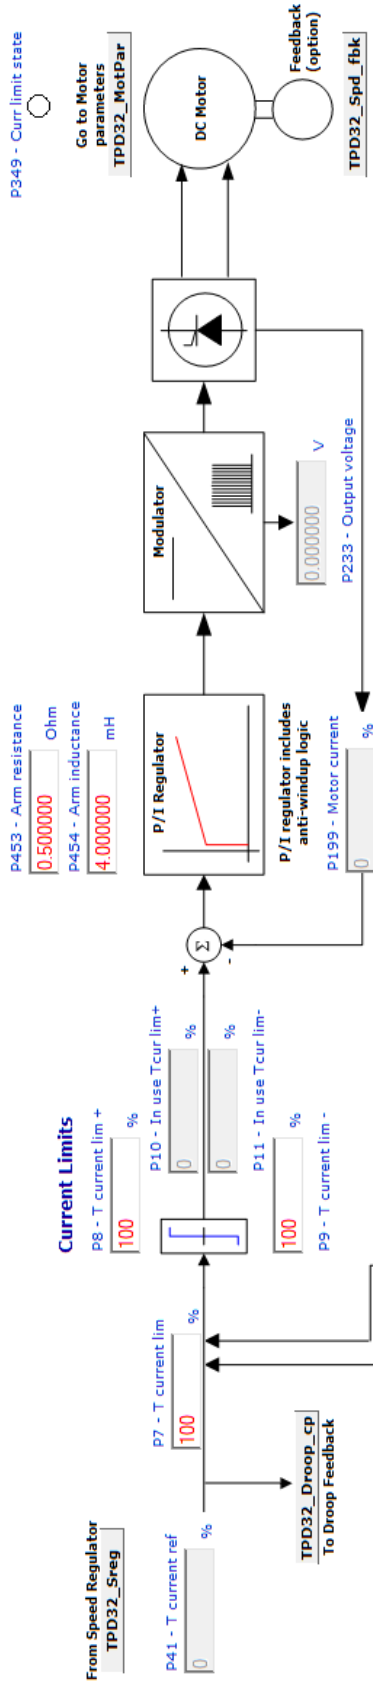 From Speed Regulator
TPD32_Sreg
P41 - T current ref
0
%
TPD32_Droop_cp
To Droop Feedback
P7 - T current lim
100
%
Current Limits
P8 - T current lim +
100
%
P10 - In use Tcur lim+
0
%
0
%
P11 - In use Tcur lim-
100
%
P9 - T current lim -
+
Σ
-
P453 - Arm resistance
0.500000
Ohm
P454 - Arm inductance
4.000000
mH
P/I Regulator
P/I regulator includes
anti-windup logic
P199 - Motor current
0
%
Modulator
0.000000
V
P233 - Output voltage
P349 - Curr limit state
Go to Motor
parameters
TPD32_MotPar
DC Motor
Feedback
(option)
TPD32_Spd_fbk